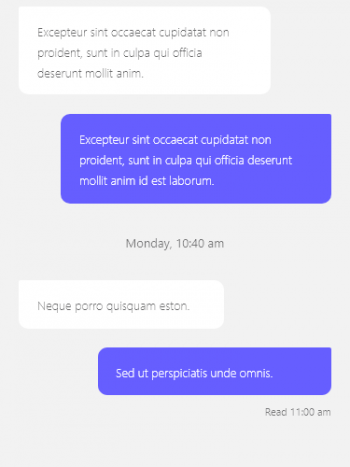 Excepteur sint occaecat cupidatat non
proident, sunt in culpa qui officia
deserunt mollit anim.
Excepteur sint occaecat cupidatat non
proident, sunt in culpa qui officia deserunt
mollit anim id est laborum.
Monday, 10:40 am
Neque porro quisquam eston.
Sed ut perspiciatis unde omnis.
Read 11:00 am